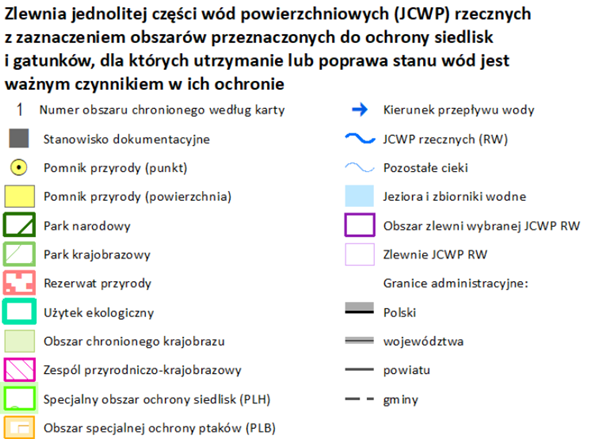 Zlewnia jednolitej części wód powierzchniowych (JCWP) rzecznych
z zaznaczeniem obszarów przeznaczonych do ochrony siedlisk
i gatunków, dla których utrzymanie lub poprawa stanu wód jest
ważnym czynnikiem w ich ochronie
1 Numer obszaru chronionego według karty
Stanowisko dokumentacyjne
Pomnik przyrody (punkt)
Pomnik przyrody (powierzchnia)
Park narodowy
Park krajobrazowy
Rezerwat przyrody
Użytek ekologiczny
Obszar chronionego krajobrazu
Zespół przyrodniczo-krajobrazowy
Specjalny obszar ochrony siedlisk (PLH)
Obszar specjalnej ochrony ptaków (PLB)
Kierunek przepływu wody
JCWP rzecznych (RW)
Pozostałe cieki
Jeziora i zbiorniki wodne
Obszar zlewni wybranej JCWP RW
Zlewnie JCWP RW
Granice administracyjne:
Polski
województwa
powiatu
gminy